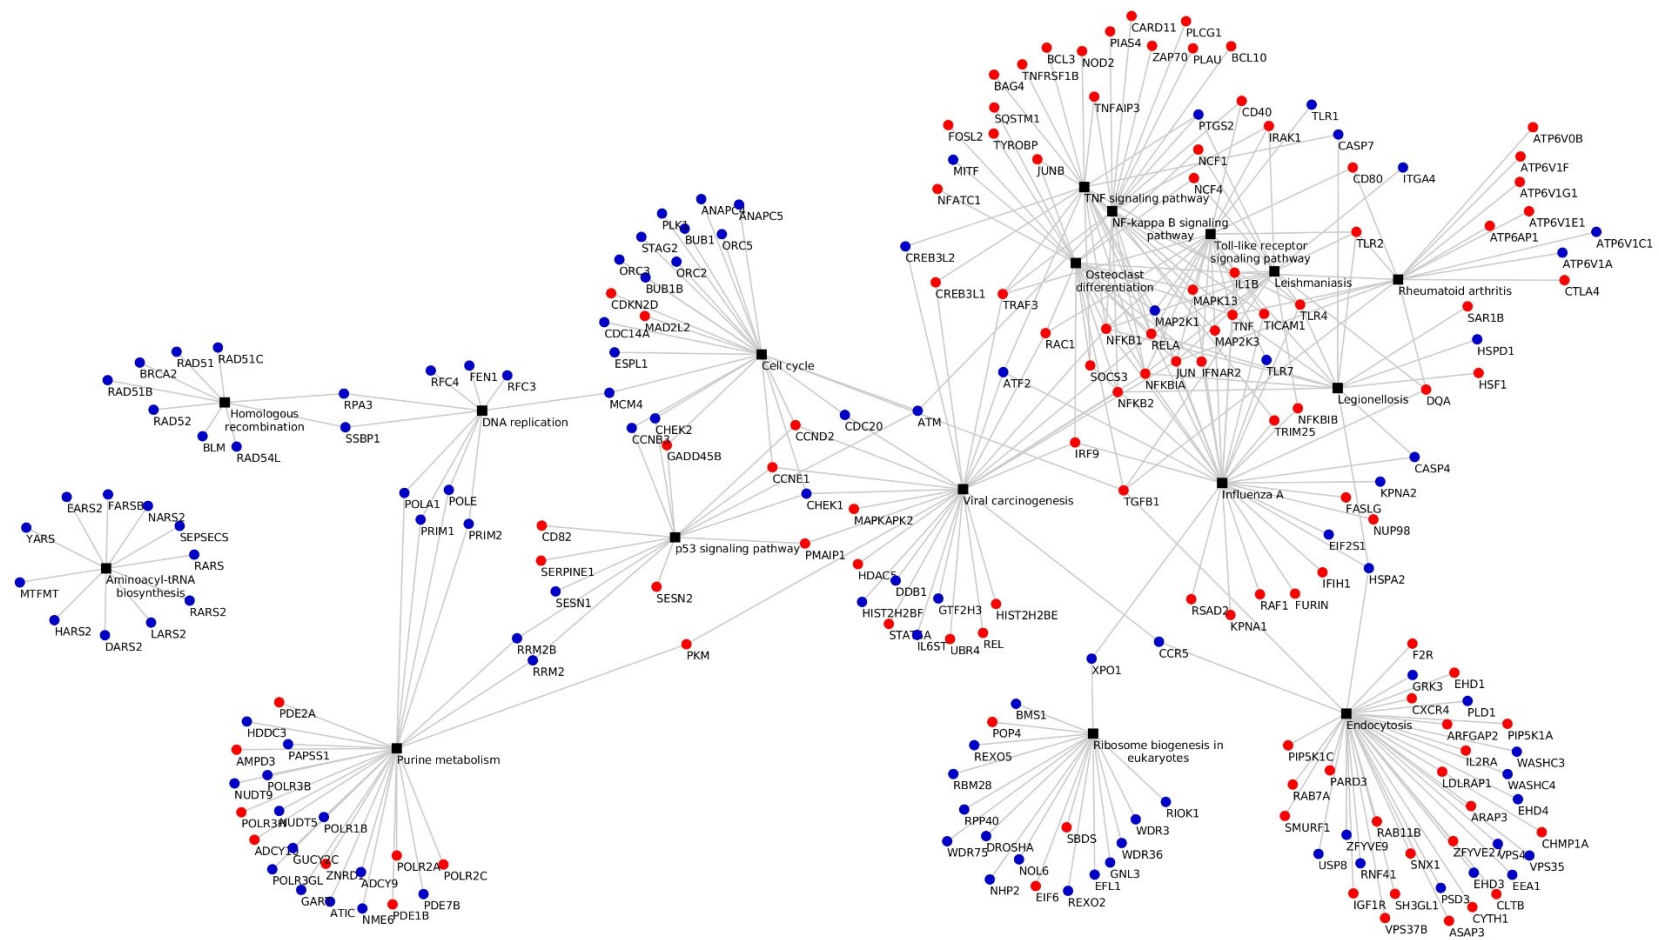 CARD11
PLCG1
PIAS4
BCL3
NOD2
ZAP70
PLAU
BCL10
TNFRSF1B
BAG4
TNFAIP3
SQSTM1
CD40
TLR1
PTGS2
IRAK1
FOSL2
TYROBP
CASP7
ATP6V0B
MITF
JUNB
NCF1
CD80
ITGA4
ATP6V1F
NCF4
ATP6V1G1
NFATC1
TNF signaling pathway
NF-kappa B signaling
pathway
ATP6V1E1
ATP6AP1
TLR2
ATP6V1C1
Toll-like receptor
signaling pathway
CREB3L2
ATP6V1A
Osteoclast
differentiation
IL1B
Leishmaniasis
Rheumatoid arthritis
CTLA4
CREB3L1
TRAF3
MAPK13
MAP2K1
TNF
TICAM1
TLR4
SAR1B
RAC1
NFKB1
RELA
MAP2K3
HSPD1
SOCS3
NFKBIA
JUN
IFNAR2
TLR7
HSF1
ATF2
NFKB2
Legionellosis
DQA
NFKBIB
TRIM25
IRF9
CASP4
TGFB1
Influenza A
KPNA2
FASLG
NUP98
EIF2S1
HSPA2
IFIH1
RSAD2
KPNA1
RAF1
FURIN
ANAPC4
ANAPC5
PLK1
BUB1
ORC5
STAG2
ORC3
ORC2
BUB1B
CDKN2D
MAD2L2
CDC14A
ESPL1
Cell cycle
MCM4
CHEK2
CCNB3
GADD45B
CCND2
CDC20
ATM
CCNE1
CHEK1
RAD51
RAD51C
BRCA2
RAD51B
RAD52
Homologous
recombination
BLM
RAD54L
RPA3
SSBP1
RFC4
FEN1
RFC3
DNA replication
POLA1
POLE
PRIM1
PRIM2
EARS2
FARSB
NARS2
YARS
SEPSECS
RARS
Aminoacyl-tRNA
biosynthesis
MTFMT
RARS2
HARS2
DARS2
LARS2
CD82
SERPINE1
SESN1
SESN2
p53 signaling pathway
PMAIP1
MAPKAPK2
Viral carcinogenesis
HDAC5
DDB1
HIST2H2BF
GTF2H3
HIST2H2BE
IL6ST
UBR4
REL
RRM2B
RRM2
PKM
CCR5
XPO1
PDE2A
HDDC3
PAPSS1
AMPD3
Purine metabolism
POLR3B
NUDT9
NUDT5
POLR1B
GUCY2C
POLR3GL
ADCY9
POLR2A
POLR2C
ATIC
NME6
PDE1B
PDE7B
BMS1
POP4
REXO5
Ribosome biogenesis in
eukaryotes
RBM28
RPP40
RIOK1
WDR3
WDR75
DROSHA
SBDS
WDR36
NOL6
GNL3
NHP2
EIF6
EFL1
REXO2
F2R
GRK3
EHD1
CXCR4
PLD1
Endocytosis
ARFGAP2
PIP5K1A
PIP5K1C
IL2RA
WASHC3
PARD3
LDLRAP1
WASHC4
RAB7A
EHD4
SMURF1
ARAP3
RAB11B
CHMP1A
ZFYVE9
ZFYVE27
USP8
RNF41
SNX1
VPS35
EHD3
EEA1
IGF1R
SH3GL1
PSD3
CLTB
CYTH1
VPS37B
ASAP3